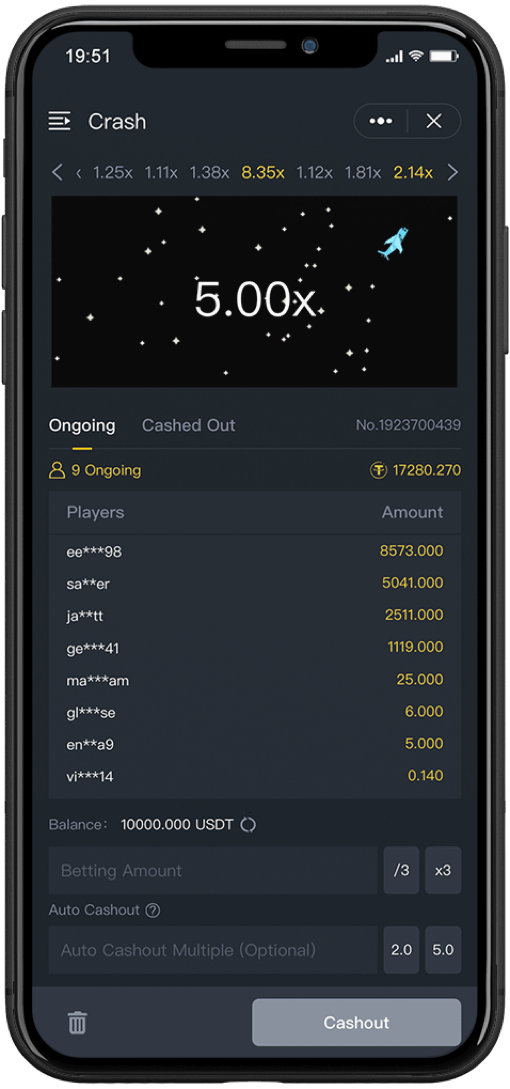 19:51
Crash
1.25x 1.11x 1.38x 8.35x 1.12x 1.81x 2.14x
5.00x
Ongoing Cashed Out No.1923700439
9 Ongoing 17280.270
Players Amount
ee***98 8573.000
sa**er 5041.000
ja**tt 2511.000
ge***41 1119.000
ma***am 25.000
gl***se 6.000
en**a9 5.000
vi***14 0.140
Balance: 10000.000 USDT
Betting Amount /3 x3
Auto Cashout ?
Auto Cashout Multiple (Optional) 2.0 5.0
Cashout